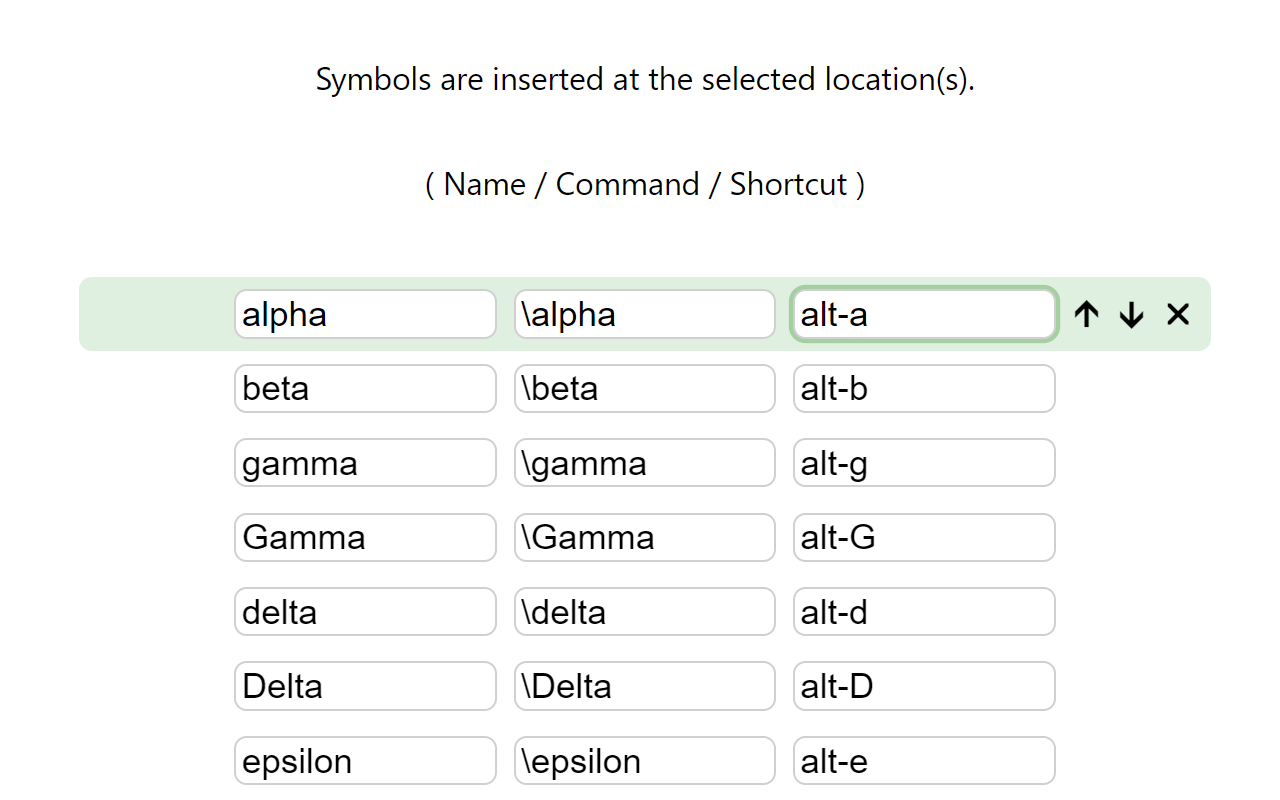 Symbols are inserted at the selected location(s).
( Name / Command / Shortcut )
alpha \alpha alt-a
beta \beta alt-b
gamma \gamma alt-g
Gamma \Gamma alt-G
delta \delta alt-d
Delta \Delta alt-D
epsilon \epsilon alt-e